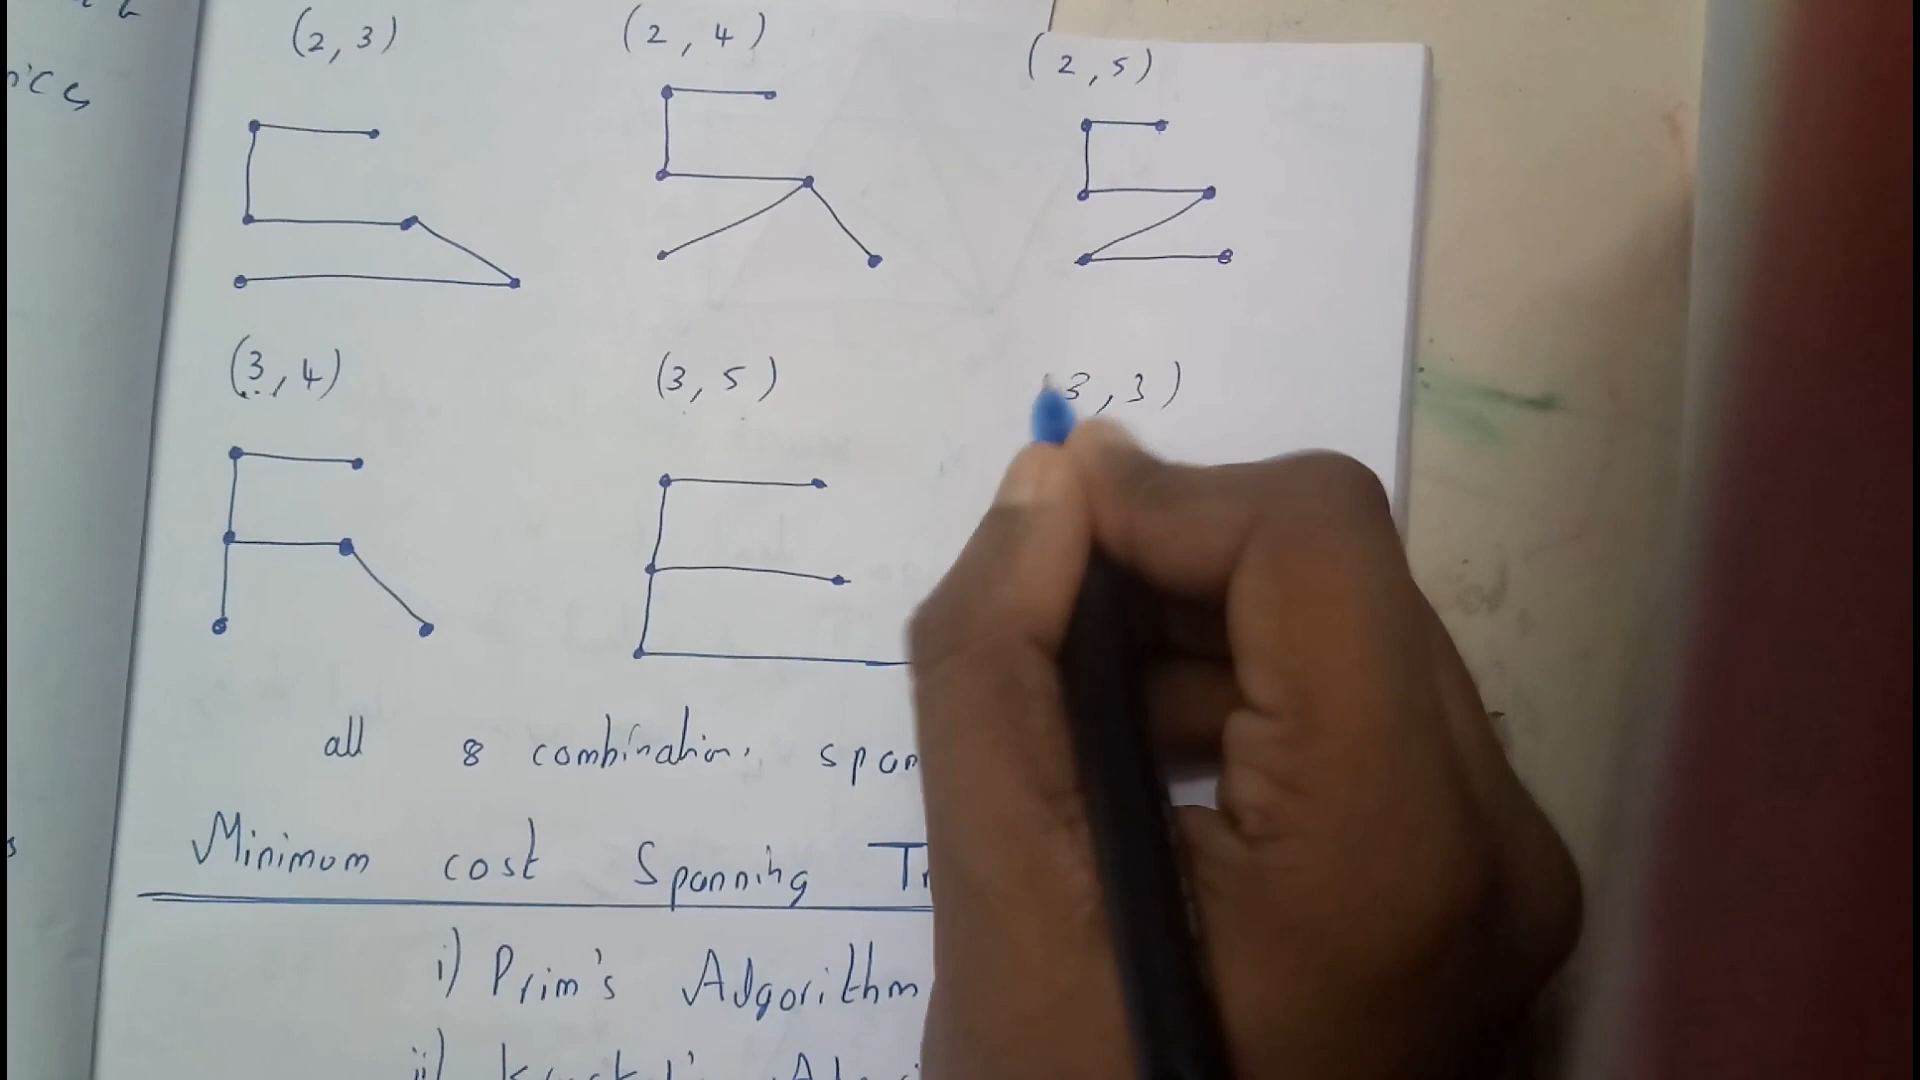 (2,3) (2,4) (2,5)
(3,4) (3,5) 3,3)
all 8 combination
Minimum cost Spanning
i) Prim's Algorithm
ii)